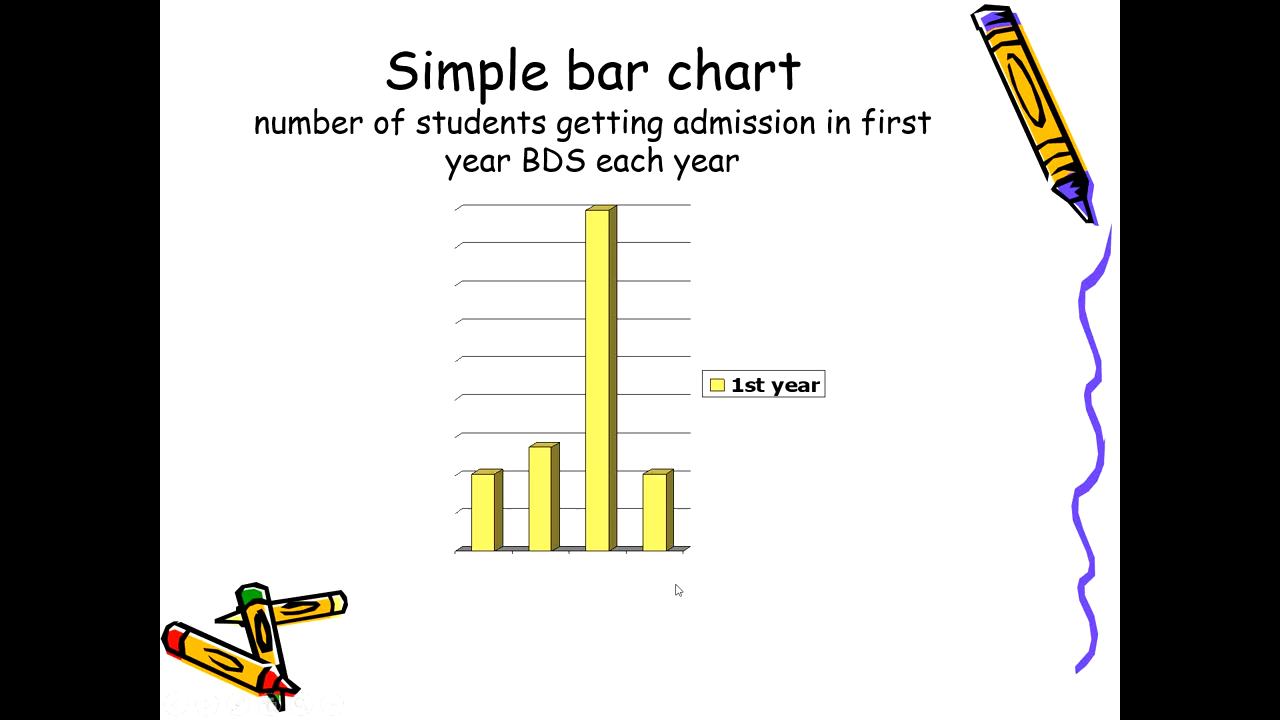 Simple bar chart
number of students getting admission in first
year BDS each year
1st year